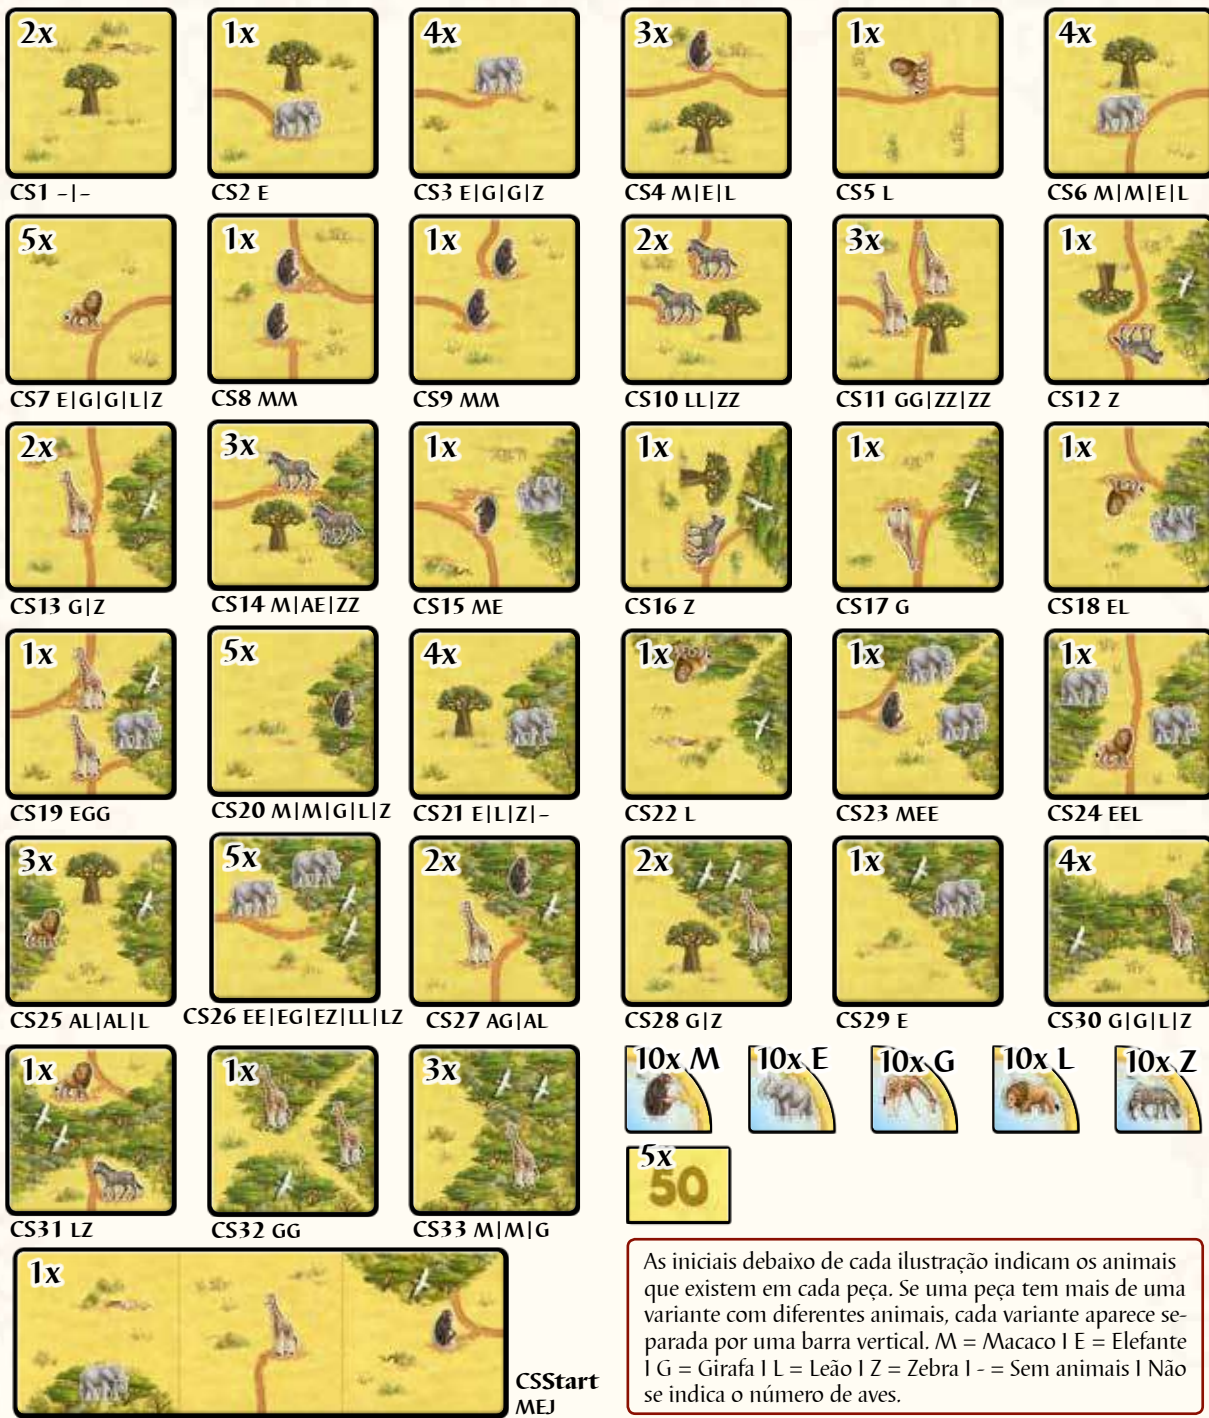 2x 1x 4x 3x 1x 4x
CS1 -|- CS2 E CS3 E|G|G|Z CS4 M|E|L CS5 L CS6 M|M|E|L
5x 1x 1x 2x 3x 1x
CS7 E|G|G|L|Z CS8 MM CS9 MM CS10 LL|ZZ CS11 GG|ZZ|ZZ CS12 Z
2x 3x 1x 1x 1x 1x
CS13 G|Z CS14 M|AE|ZZ CS15 ME CS16 Z CS17 G CS18 EL
1x 5x 4x 1x 1x 1x
CS19 EGG CS20 M|M|G|L|Z CS21 E|L|Z|- CS22 L CS23 MEE CS24 EEL
3x 5x 2x 2x 1x 4x
CS25 AL|AL|L CS26 EE|EG|EZ|LL|LZ CS27 AG|AL CS28 G|Z CS29 E CS30 G|G|L|Z
1x 1x 3x 10x M 10x E 10x G 10x L 10x Z
5x
50
CS31 LZ CS32 GG CS33 M|M|G
1x
CSStart
MEJ
As iniciais debaixo de cada ilustração indicam os animais
que existem em cada peça. Se uma peça tem mais de uma
variante com diferentes animais, cada variante aparece se-
parada por uma barra vertical. M = Macaco I E = Elefante
I G = Girafa I L = Leão I Z = Zebra I - = Sem animais I Não
se indica o número de aves.